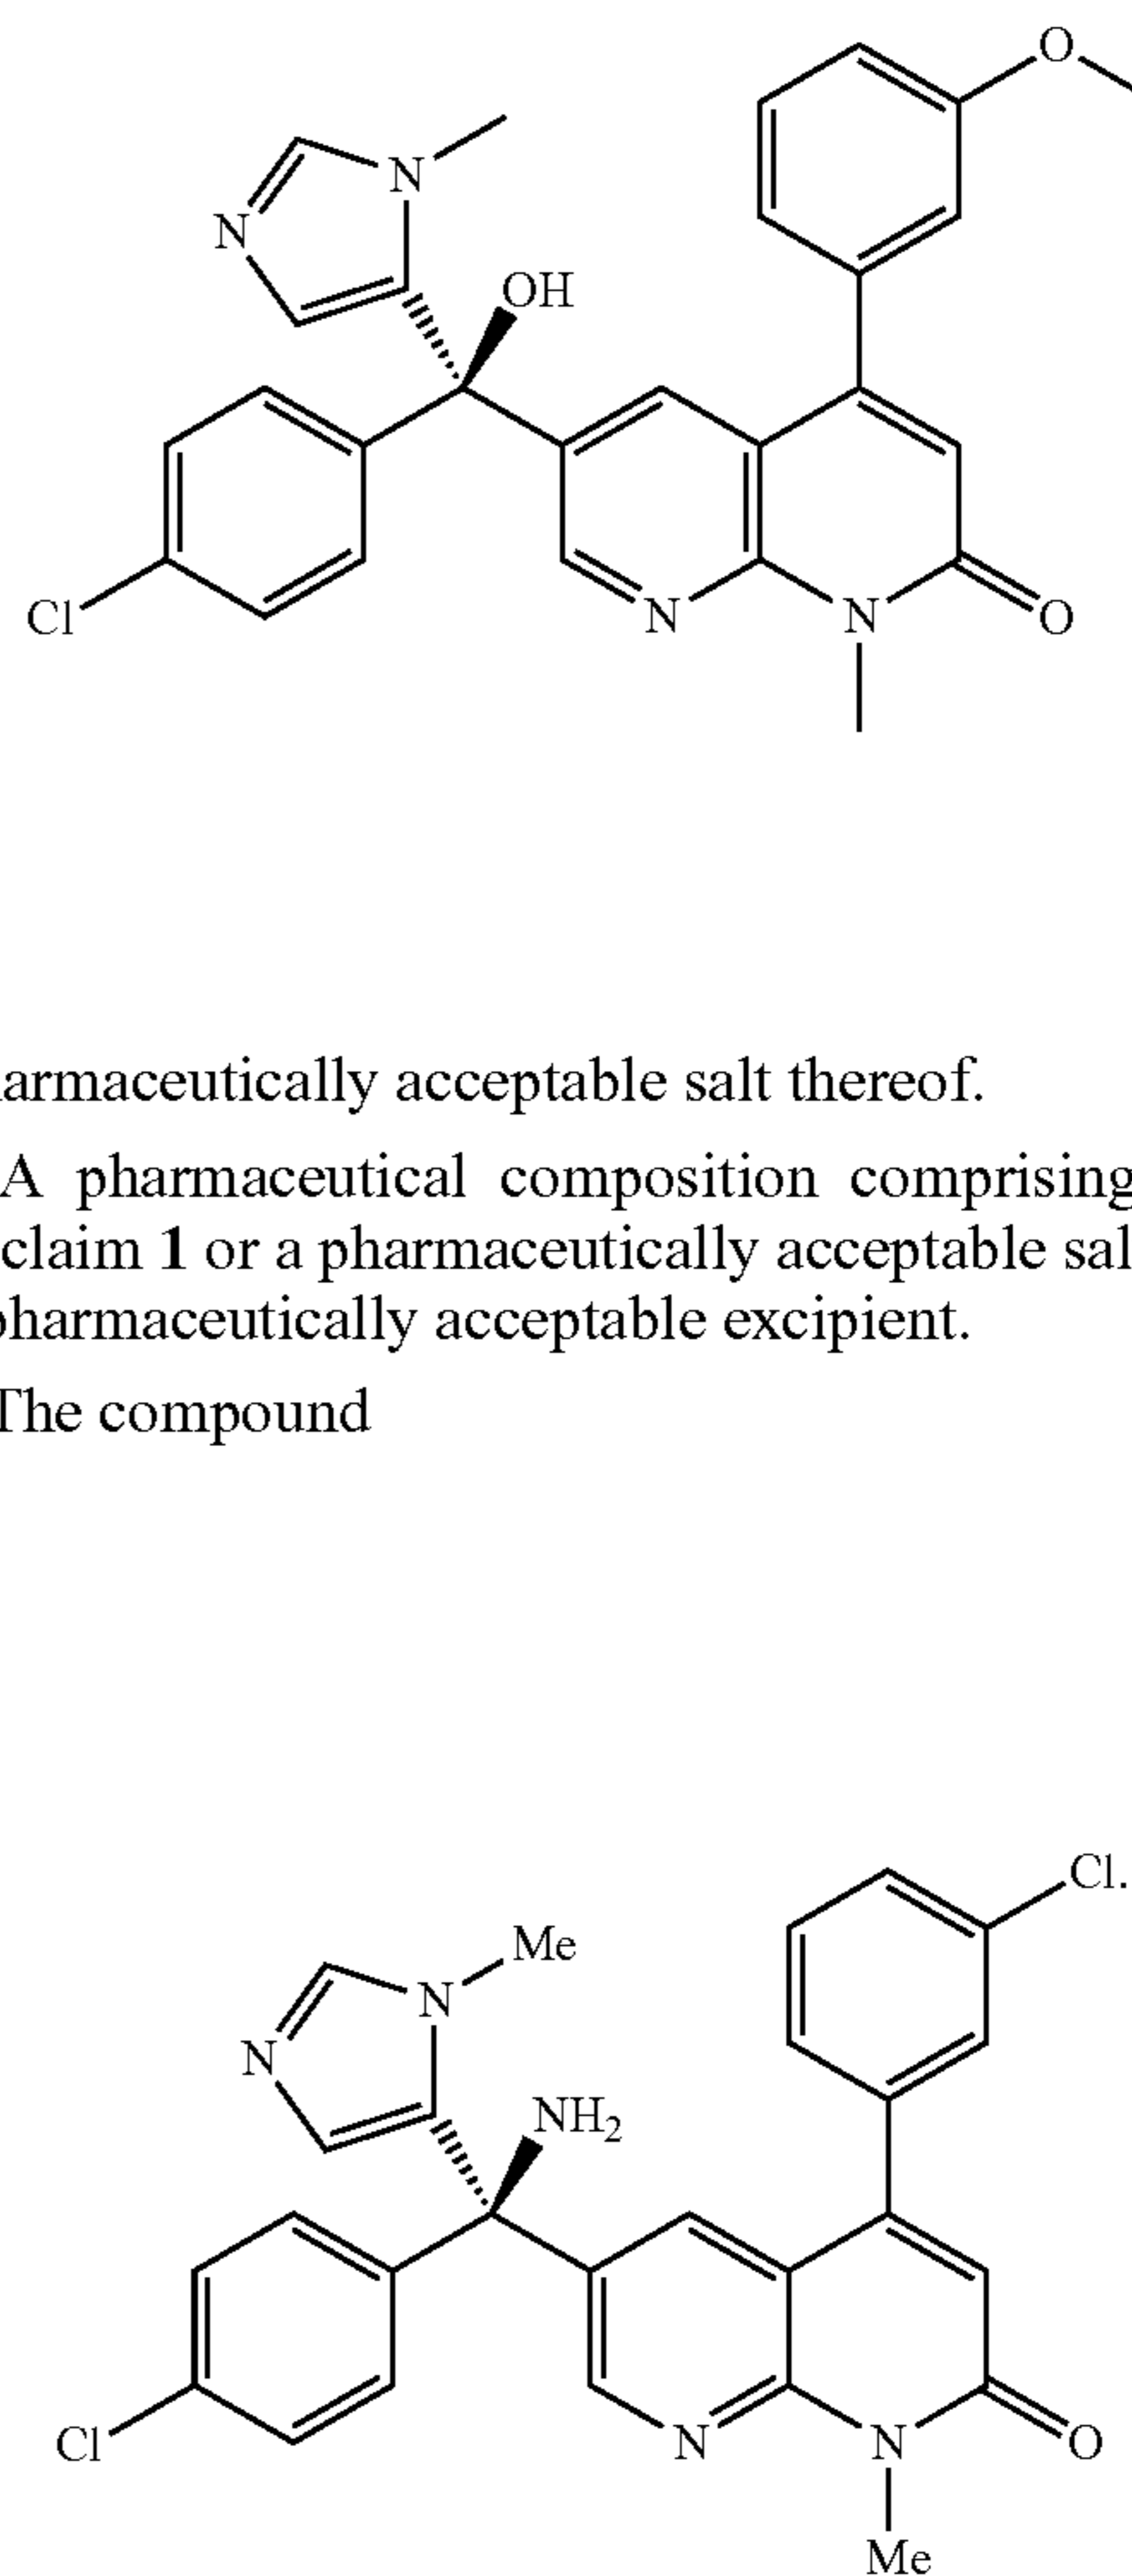 O
N
N
OH
Cl
N
N
O
armaceutically acceptable salt thereof.
A pharmaceutical composition comprising
claim 1 or a pharmaceutically acceptable sal
pharmaceutically acceptable excipient.
The compound
Cl.
Me
N
N
NH2
Cl
N
N
O
Me